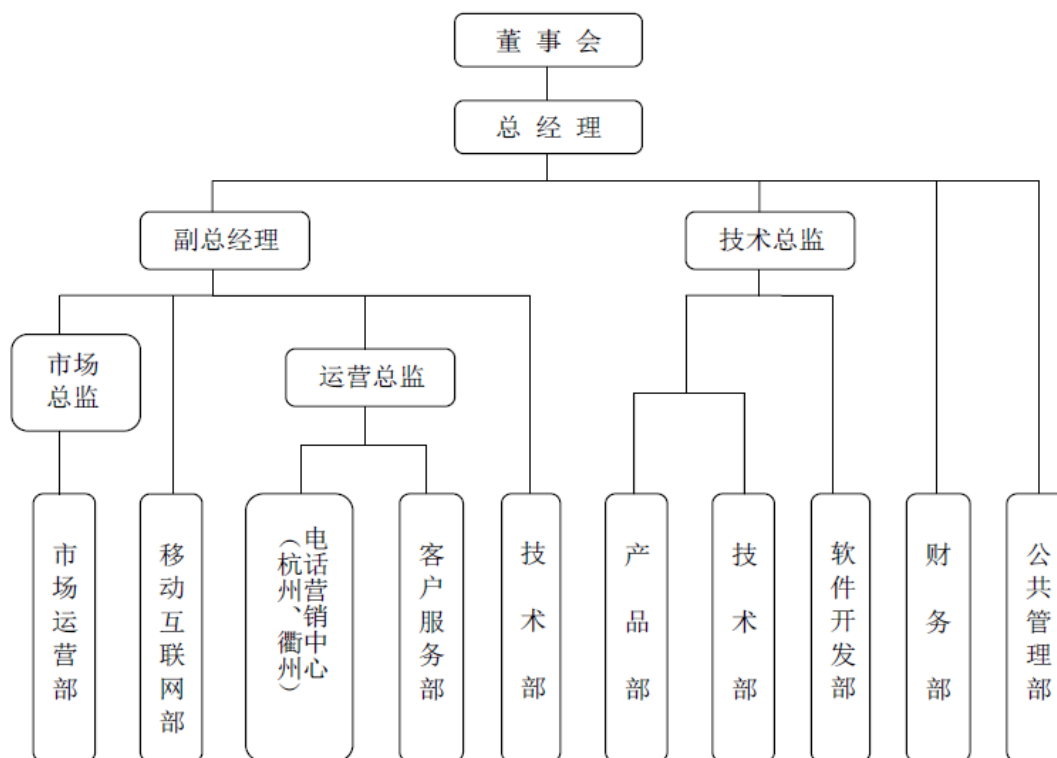 董事会
总经理
副总经理
技术总监
市场
总监
运营总监
市场运营部
移动互联网部
电话营销中心
（杭州、衢州）
客户服务部
技术部
产品部
技术部
软件开发部
财务部
公共管理部